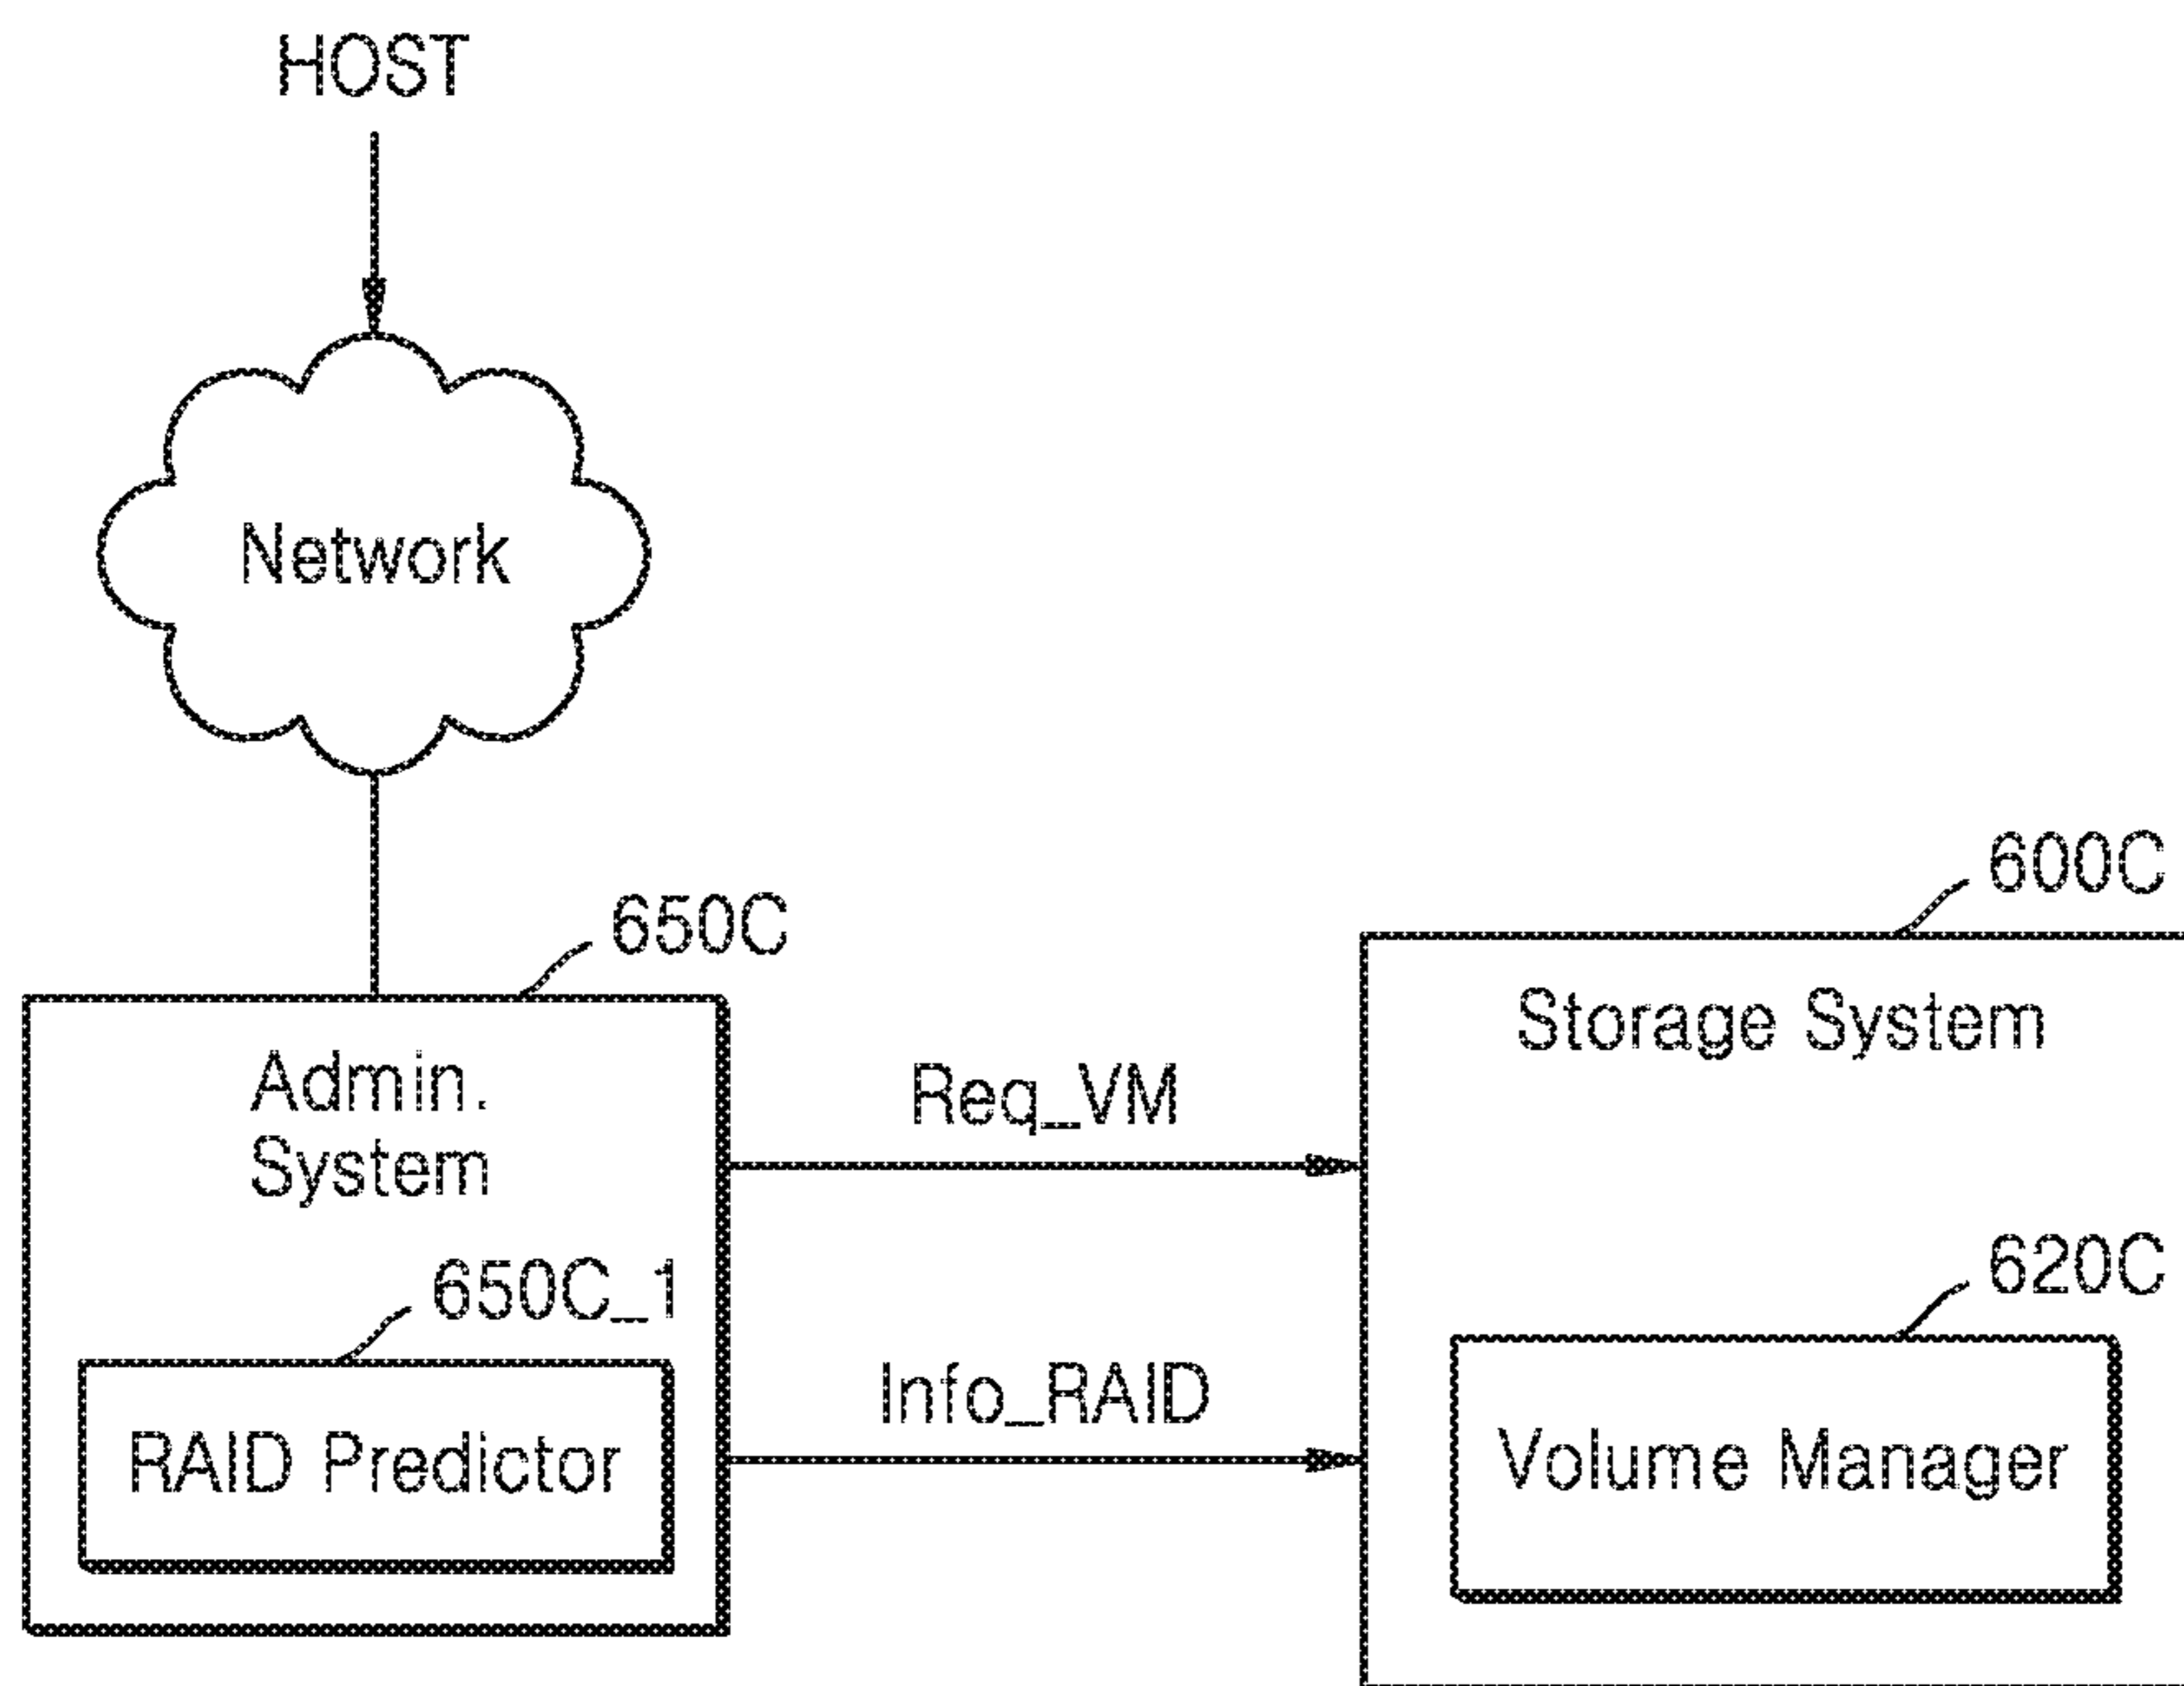 HOST
Network
650C
600C
Admin.
System
Storage System
Req_VM
650C_1
620C
RAID Predictor
Info_RAID
Volume Manager